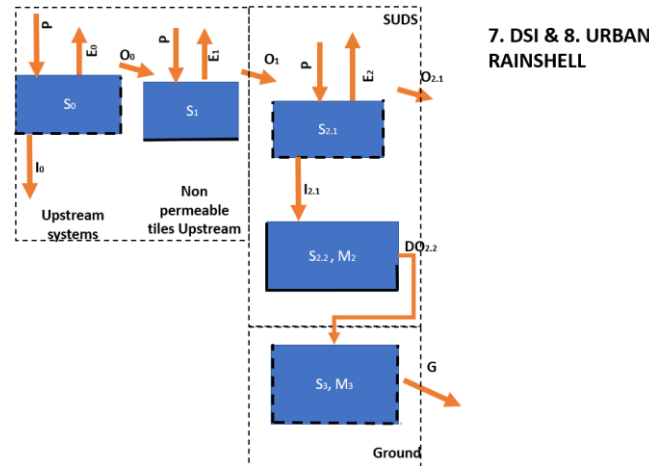 SUDS
7. DSI & 8. URBAN
RAINSHELL
P
E0
O0
P
E1
O1
P
E2
O2.1
S0
S1
S2.1
I0
I2.1
Upstream
systems
Non
permeable
tiles Upstream
S2.2, M2
DO2.2
S3, M3
G
Ground